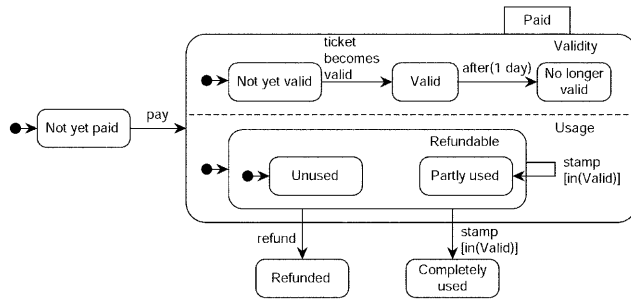 Paid
Validity
ticket
becomes
valid
Not yet valid
Valid
after(1 day)
No longer
valid
Not yet paid
pay
Usage
Refundable
Unused
Partly used
stamp
[in(Valid)]
refund
stamp
[in(Valid)]
Refunded
Completely
used